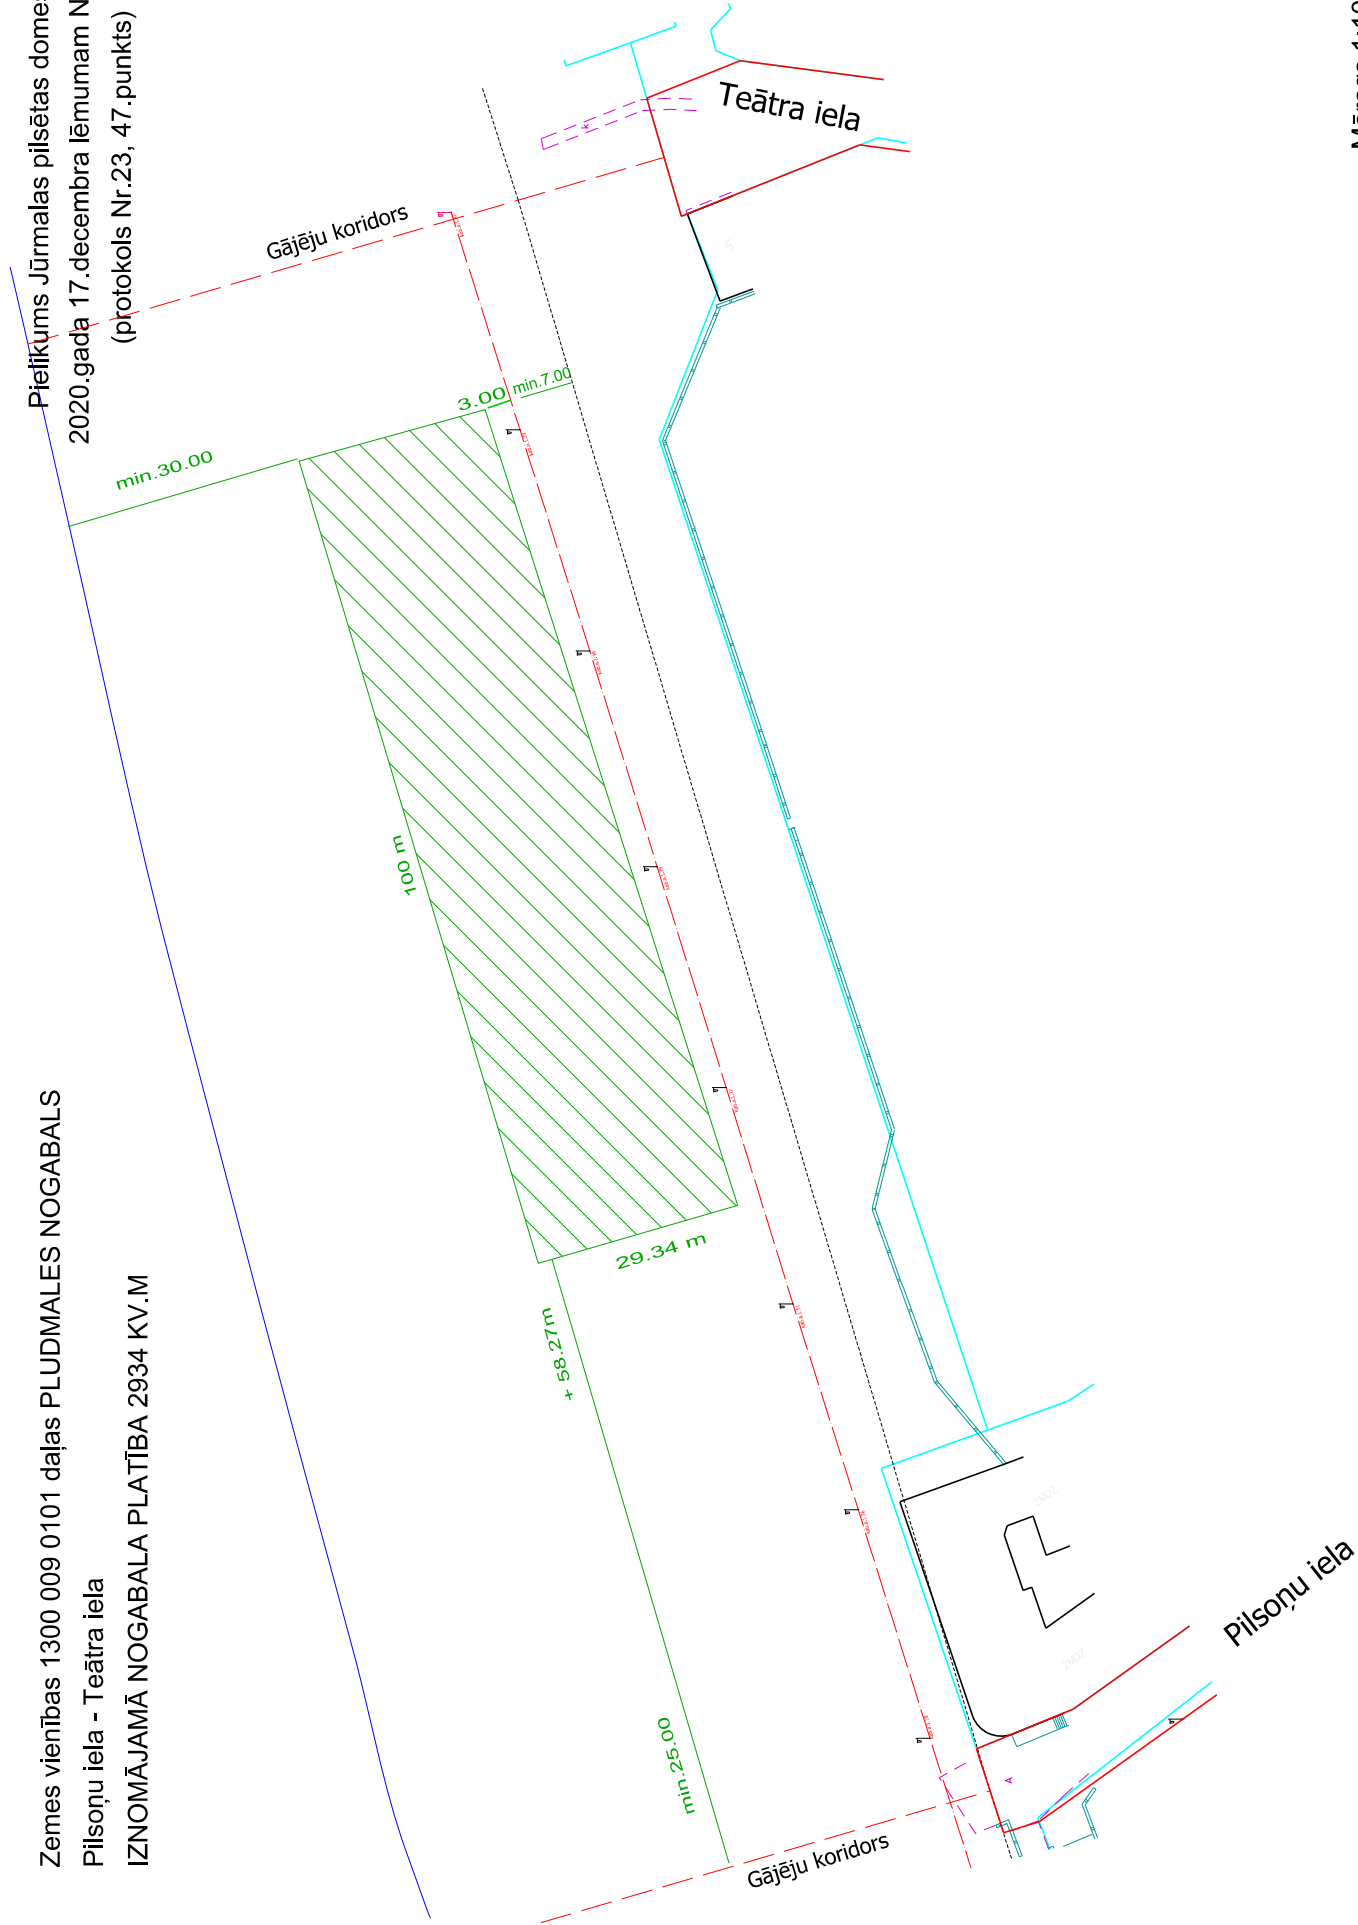 Pielikums Jūrmalas pilsētas domes
2020.gada 17.decembra lēmumam
(protokols Nr.23, 47.punkts)
Zemes vienības 1300 009 0101 daļas PLUDMALES NOGABALS
Pilsoņu iela - Teātra iela
IZNOMĀJAMĀ NOGABALA PLATĪBA 2934 KV.M
Teātra iela
Gājēju koridors
3.00
min.7.00
min.30.00
100 m
29.34 m
+ 58.27m
min.25.00
Gājēju koridors
Pilsoņu iela
2MDZ
2MDZ
k
A